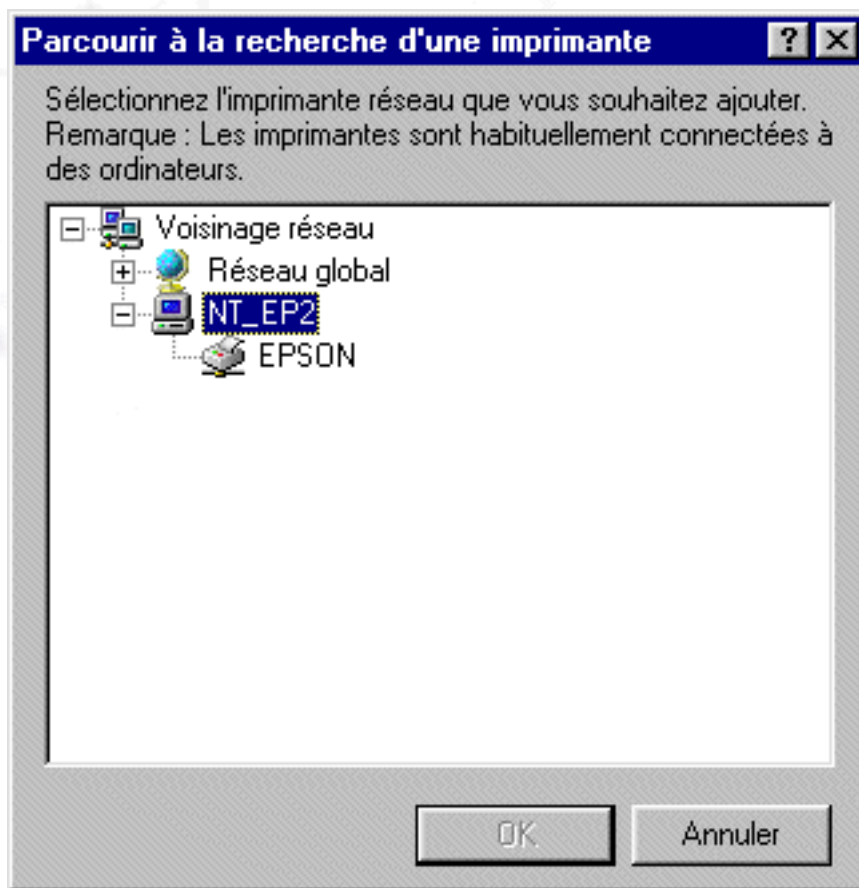 Parcourir à la recherche d'une imprimante
Sélectionnez l'imprimante réseau que vous souhaitez ajouter.
Remarque : Les imprimantes sont habituellement connectées à
des ordinateurs.
Voisinage réseau
Réseau global
NT_EP2
EPSON
OK
Annuler